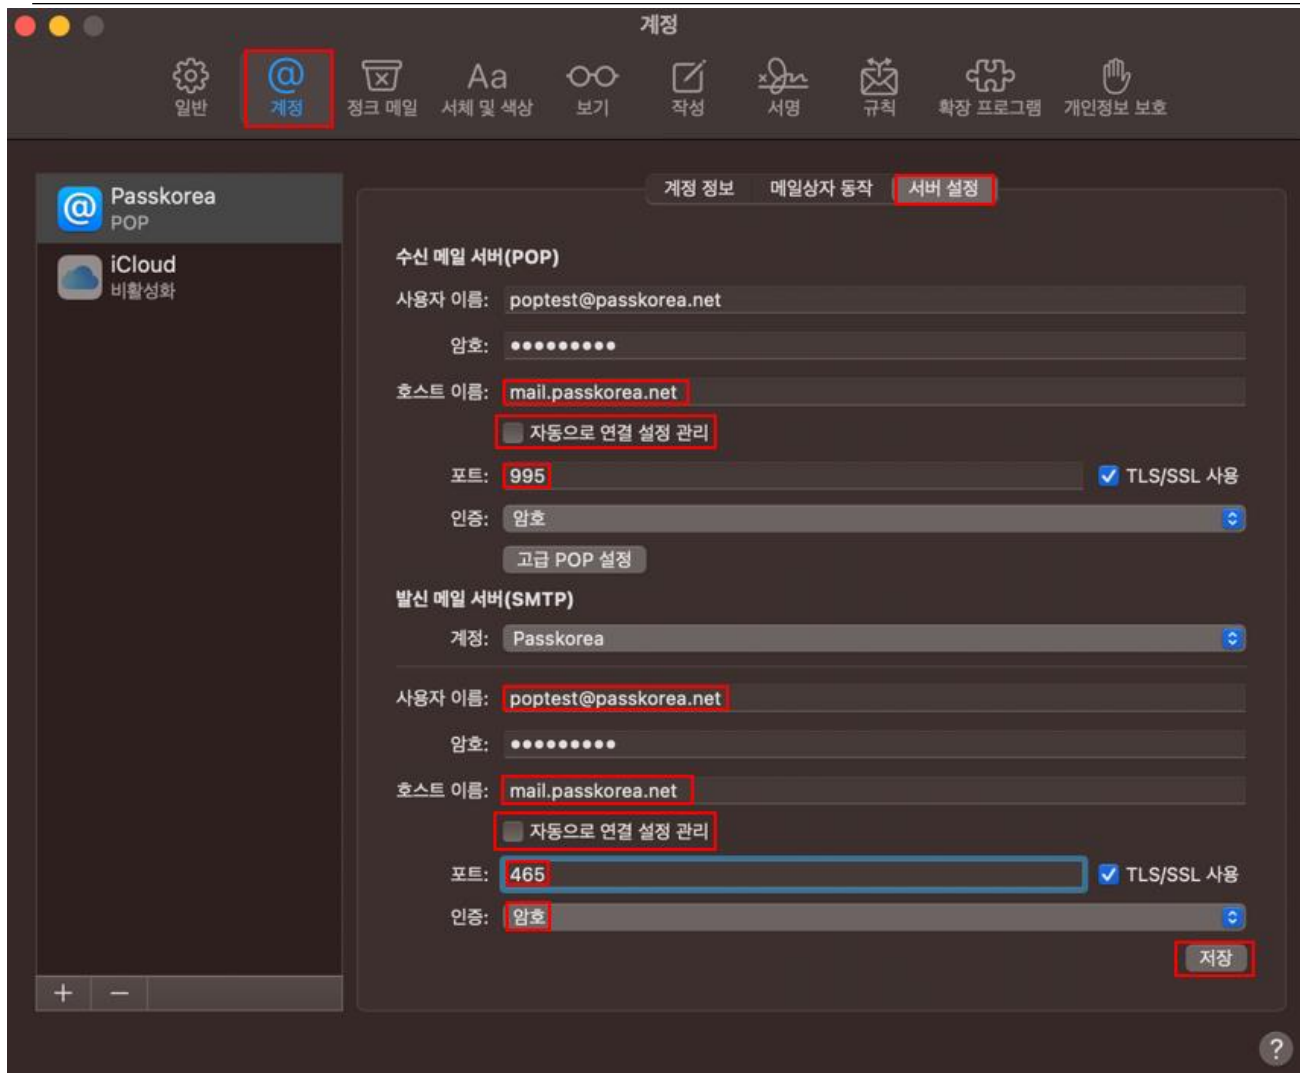 계정
일반 계정 정크 메일 서체 및 색상 보기 작성 서명 규칙 확장 프로그램 개인정보 보호
Passkorea
POP
iCloud
비활성화
계정 정보 메일상자 동작 서버 설정
수신 메일 서버(POP)
사용자 이름: poptest@passkorea.net
암호: •••••••••
호스트 이름: mail.passkorea.net
자동으로 연결 설정 관리
포트: 995 TLS/SSL 사용
인증: 암호
고급 POP 설정
발신 메일 서버(SMTP)
계정: Passkorea
사용자 이름: poptest@passkorea.net
암호: •••••••••
호스트 이름: mail.passkorea.net
자동으로 연결 설정 관리
포트: 465 TLS/SSL 사용
인증: 암호
저장